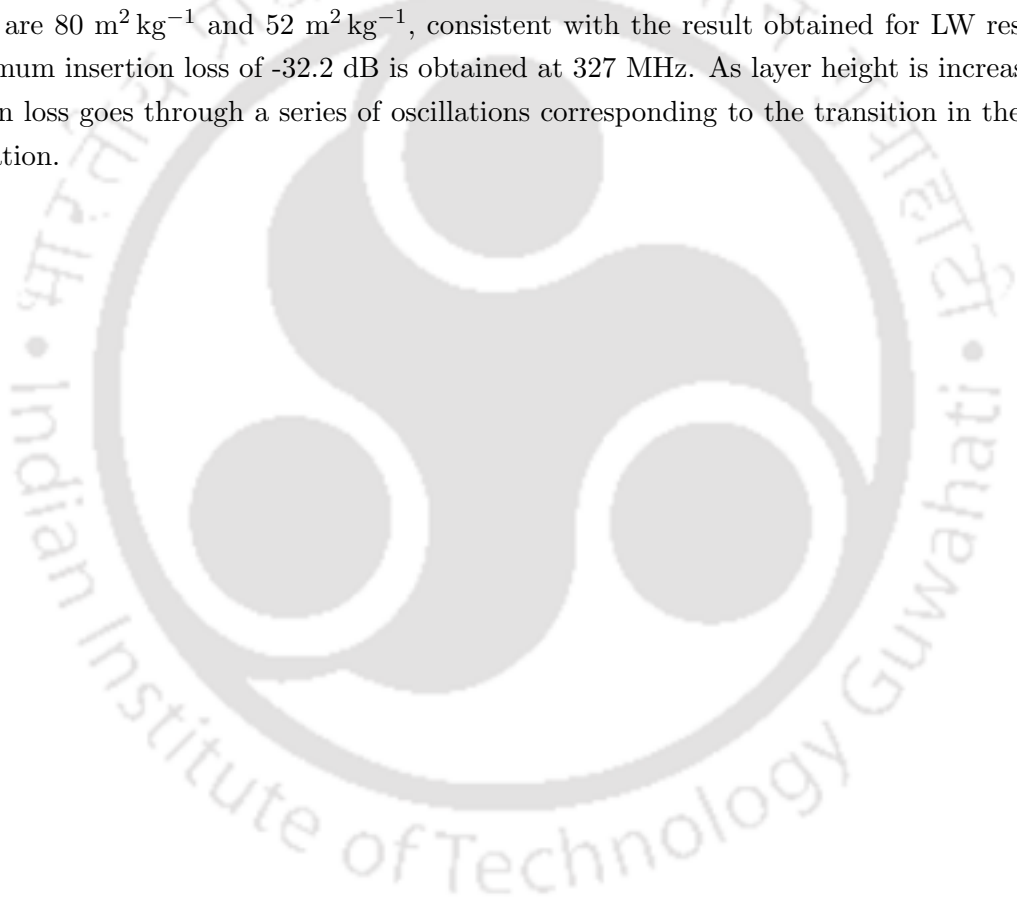 are 80 m² kg⁻¹ and 52 m² kg⁻¹, consistent with the result obtained for LW res
mum insertion loss of -32.2 dB is obtained at 327 MHz. As layer height is increa
n loss goes through a series of oscillations corresponding to the transition in the
tion.
Indian Institute of Technology Guwahati